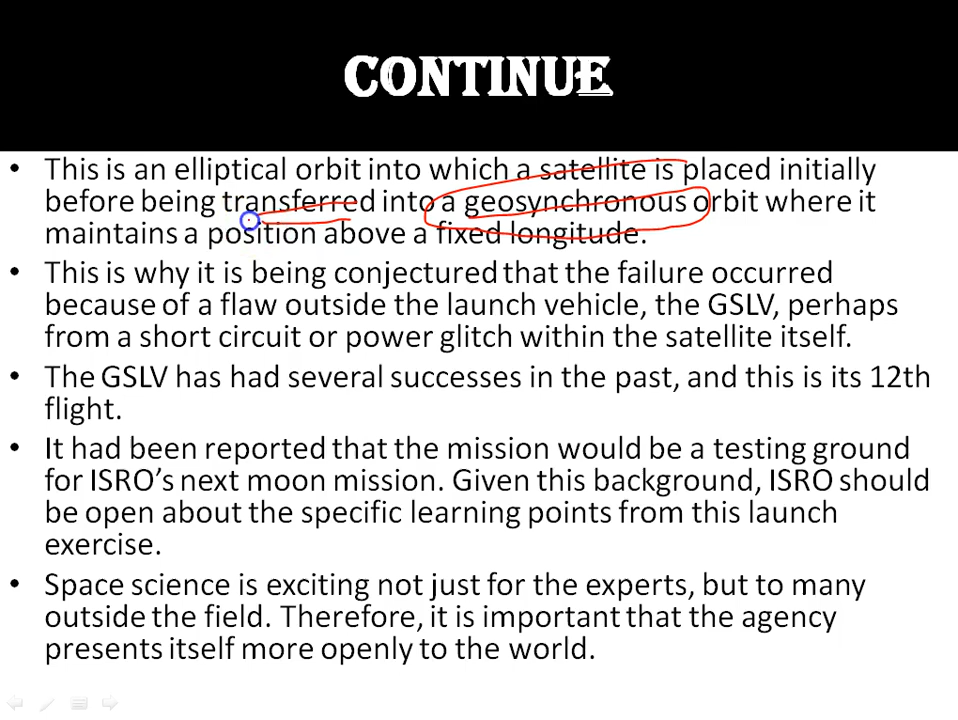 CONTINUE
• This is an elliptical orbit into which a satellite is placed initially
before being transferred into a geosynchronous orbit where it
maintains a position above a fixed longitude.
• This is why it is being conjectured that the failure occurred
because of a flaw outside the launch vehicle, the GSLV, perhaps
from a short circuit or power glitch within the satellite itself.
• The GSLV has had several successes in the past, and this is its 12th
flight.
• It had been reported that the mission would be a testing ground
for ISRO’s next moon mission. Given this background, ISRO should
be open about the specific learning points from this launch
exercise.
• Space science is exciting not just for the experts, but to many
outside the field. Therefore, it is important that the agency
presents itself more openly to the world.